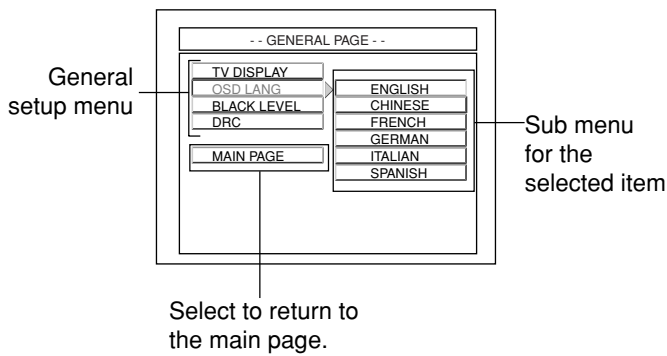 - - GENERAL PAGE - -
General
setup menu
TV DISPLAY
OSD LANG
BLACK LEVEL
DRC
MAIN PAGE
ENGLISH
CHINESE
FRENCH
GERMAN
ITALIAN
SPANISH
Sub menu
for the
selected item
Select to return to
the main page.